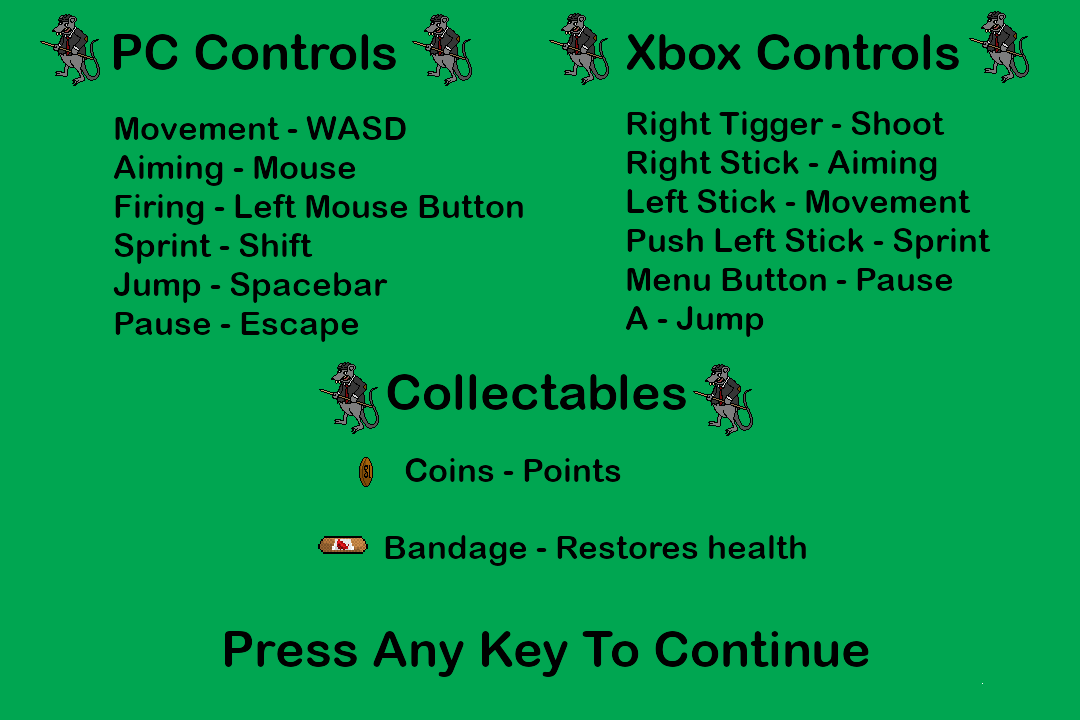 PC Controls
Movement - WASD
Aiming - Mouse
Firing - Left Mouse Button
Sprint - Shift
Jump - Spacebar
Pause - Escape
Xbox Controls
Right Tigger - Shoot
Right Stick - Aiming
Left Stick - Movement
Push Left Stick - Sprint
Menu Button - Pause
A - Jump
Collectables
Coins - Points
Bandage - Restores health
Press Any Key To Continue